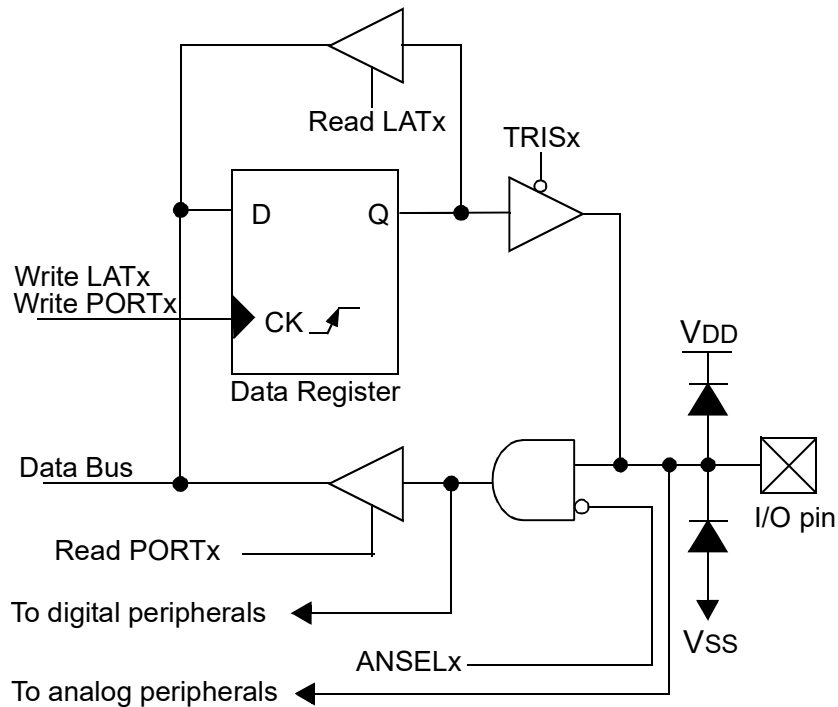 Read LATx
TRISx
D
Q
Write LATx
Write PORTx
CK
Data Register
VDD
Data Bus
I/O pin
Read PORTx
To digital peripherals
VSS
ANSELx
To analog peripherals